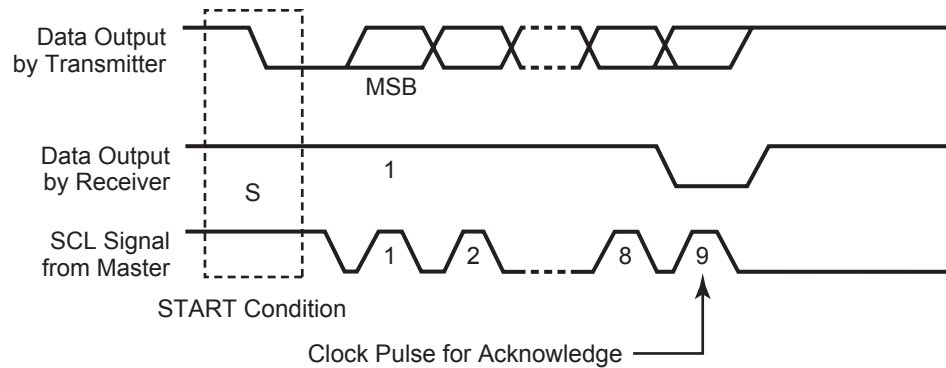 Data Output
by Transmitter
MSB
Data Output
by Receiver
1
S
SCL Signal
from Master
1
2
8
9
START Condition
Clock Pulse for Acknowledge